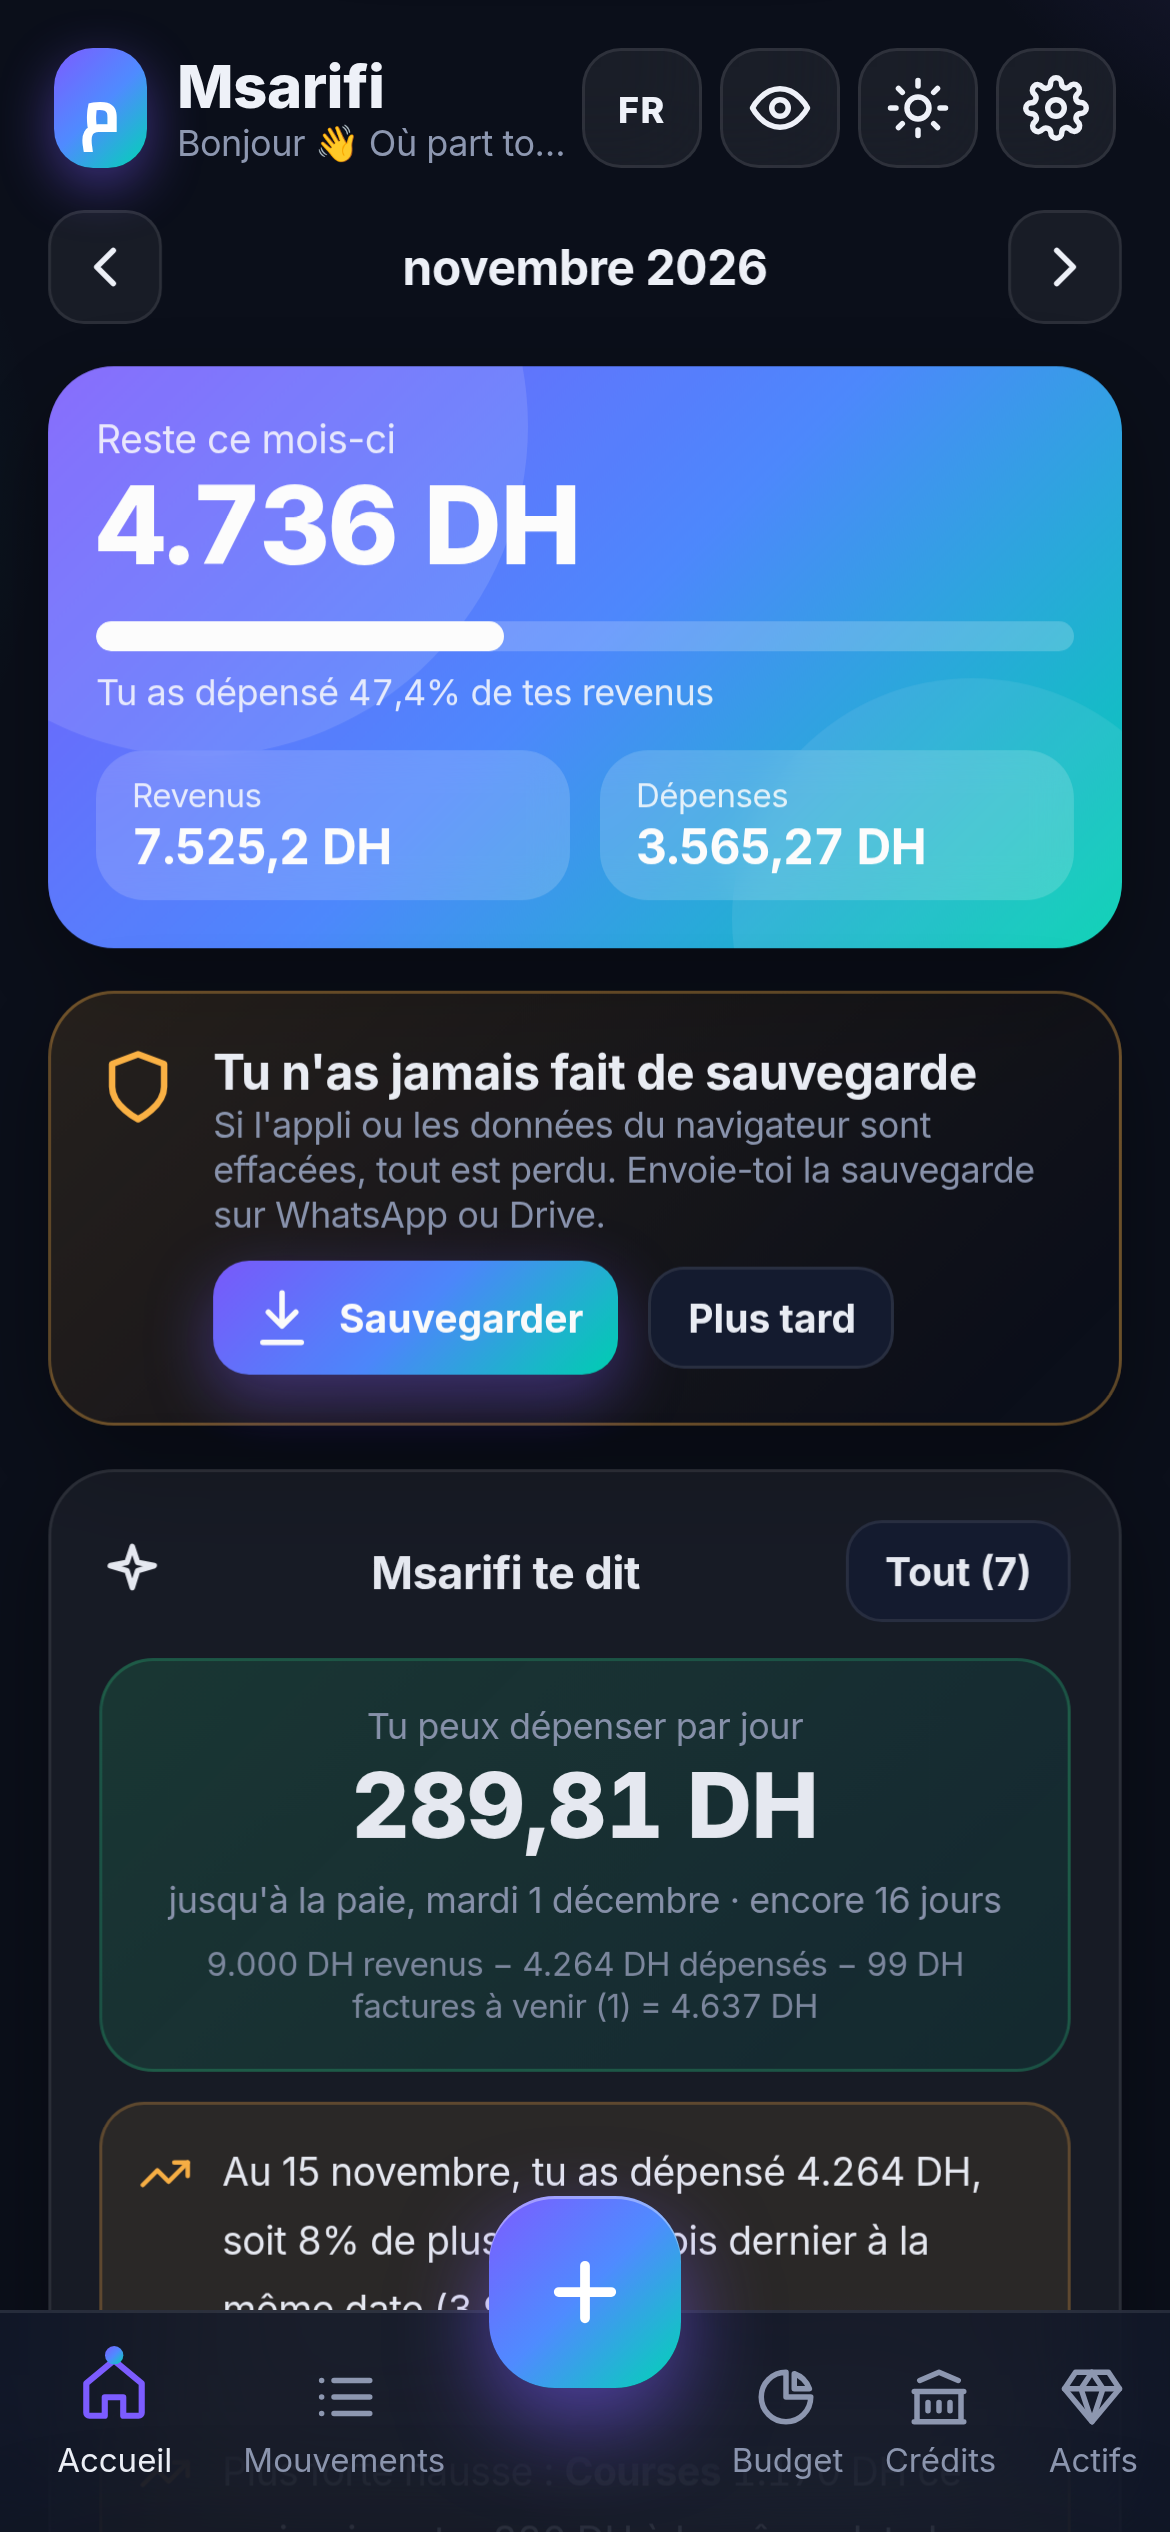 م
Msarifi
Bonjour 👋 Où part to...
FR
novembre 2026
Reste ce mois-ci
4.736 DH
Tu as dépensé 47,4% de tes revenus
Revenus
7.525,2 DH
Dépenses
3.565,27 DH
Tu n'as jamais fait de sauvegarde
Si l'appli ou les données du navigateur sont
effacées, tout est perdu. Envoie-toi la sauvegarde
sur WhatsApp ou Drive.
Sauvegarder
Plus tard
Msarifi te dit
Tout (7)
Tu peux dépenser par jour
289,81 DH
jusqu'à la paie, mardi 1 décembre · encore 16 jours
9.000 DH revenus – 4.264 DH dépensés – 99 DH
factures à venir (1) = 4.637 DH
Au 15 novembre, tu as dépensé 4.264 DH,
soit 8% de plus dernier à la
même date
Plus forte hausse : Courses
Accueil
Mouvements
Budget
Crédits
Actifs